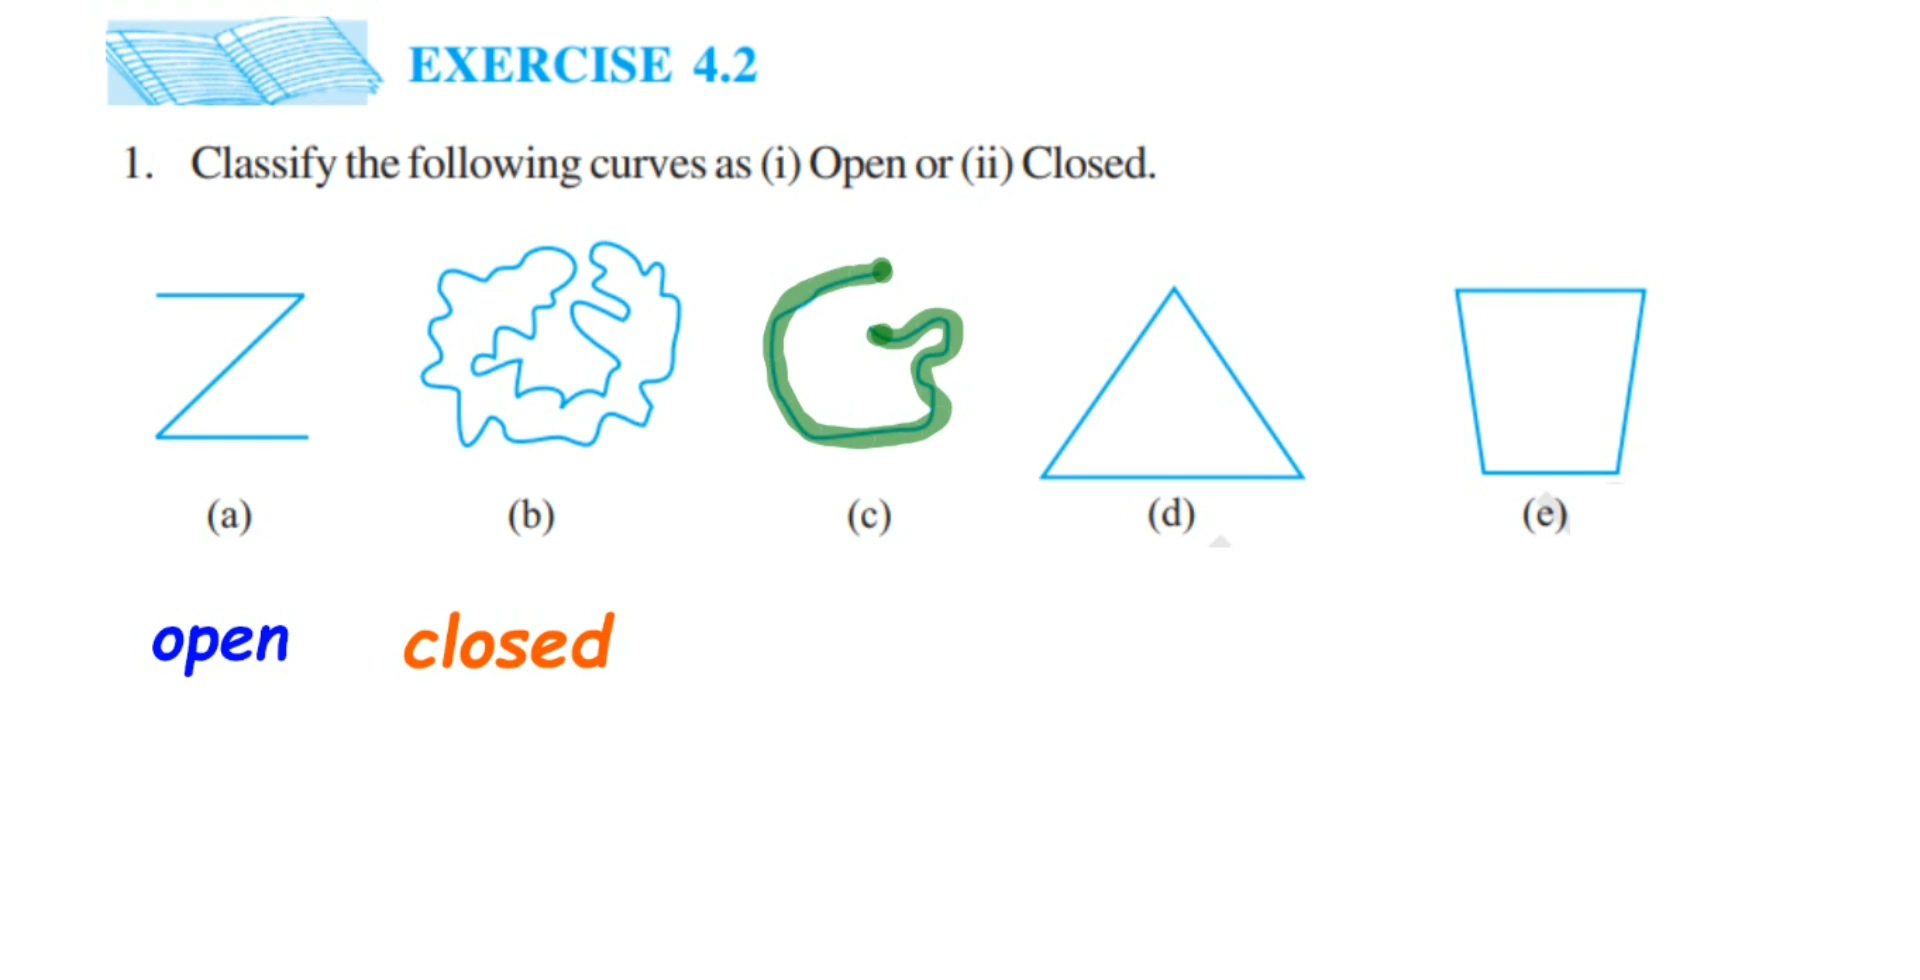 EXERCISE 4.2
1. Classify the following curves as (i) Open or (ii) Closed.
(a) (b) (c) (d) (e)
open closed